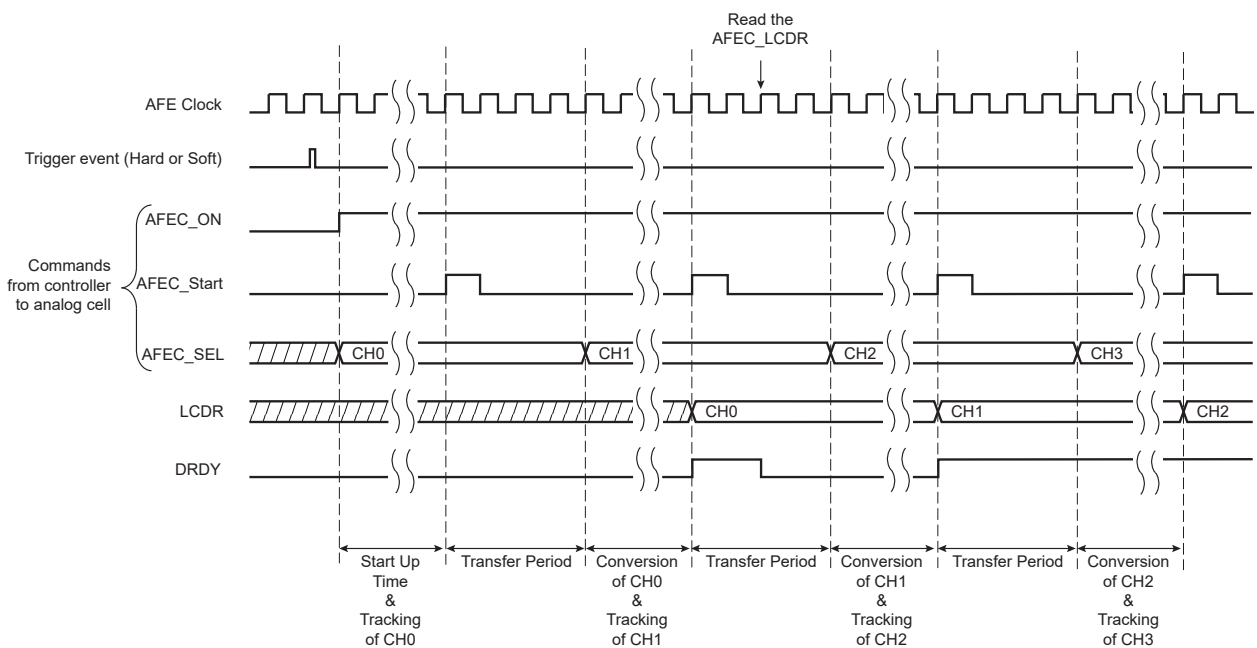 Read the
AFEC_LCDR
AFE Clock
Trigger event (Hard or Soft)
AFEC_ON
Commands
from controller
to analog cell
AFEC_Start
AFEC_SEL
CH0
CH1
CH2
CH3
LCDR
CH0
CH1
CH2
DRDY
Start Up
Time
&
Tracking
of CH0
Transfer Period
Conversion
of CH0
&
Tracking
of CH1
Transfer Period
Conversion
of CH1
&
Tracking
of CH2
Transfer Period
Conversion
of CH2
&
Tracking
of CH3